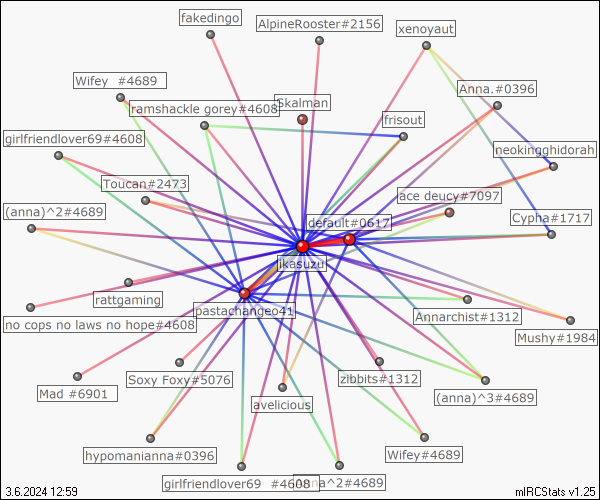 fakedingo
AlpineRooster#2156
xenoyaut
Wifey  #4689
ramshackle gorey#4608
Skalman
Anna.#0396
frisout
girlfriendlover69#4608
neokingghidorah
Toucan#2473
ace deucy#7097
(anna)^2#4689
default#0617
Cypha#1717
ikasuzu
rattgaming
pastachangeo41
Annarchist#1312
no cops no laws no hope#4608
Mushy#1984
Soxy Foxy#5076
zibbits#1312
Mad #6901
avelicious
(anna)^3#4689
hypomanianna#0396
Wifey#4689
girlfriendlover69  #4608
^2#4689
3.6.2024 12:59
mIRCStats v1.25